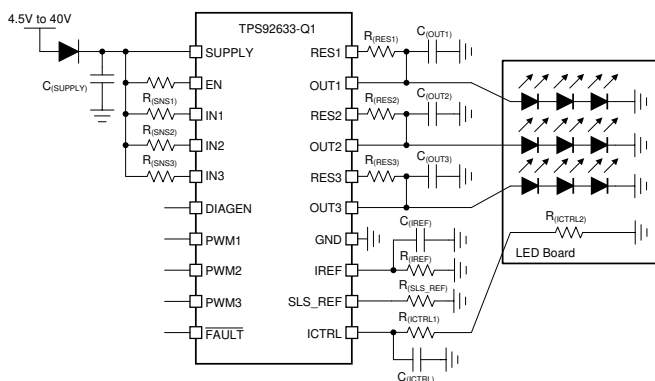 4.5V to 40V
TPS92633-Q1
C(SUPPLY)
SUPPLY
EN
R(SNS1)
IN1
R(SNS2)
IN2
R(SNS3)
IN3
DIAGEN
PWM1
PWM2
PWM3
FAULT
RES1
OUT1
RES2
OUT2
RES3
OUT3
GND
IREF
SLS_REF
ICTRL
R(RES1)
C(OUT1)
R(RES2)
C(OUT2)
R(RES3)
C(OUT3)
C(IREF)
R(IREF)
R(SLS_REF)
R(ICTRL1)
C(ICTRL)
R(ICTRL2)
LED Board